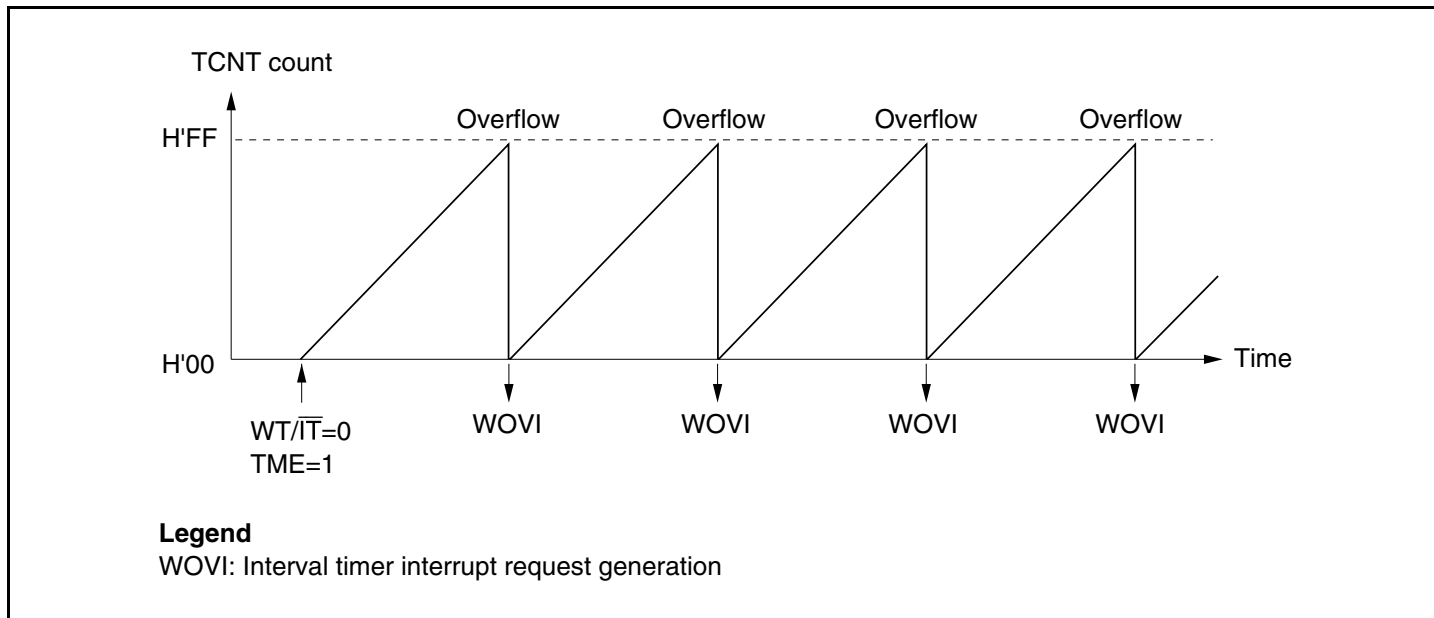 TCNT count
Overflow Overflow Overflow Overflow
H'FF
H'00
Time
WT/I̅T̅=0
TME=1
WOVI WOVI WOVI WOVI
Legend
WOVI: Interval timer interrupt request generation